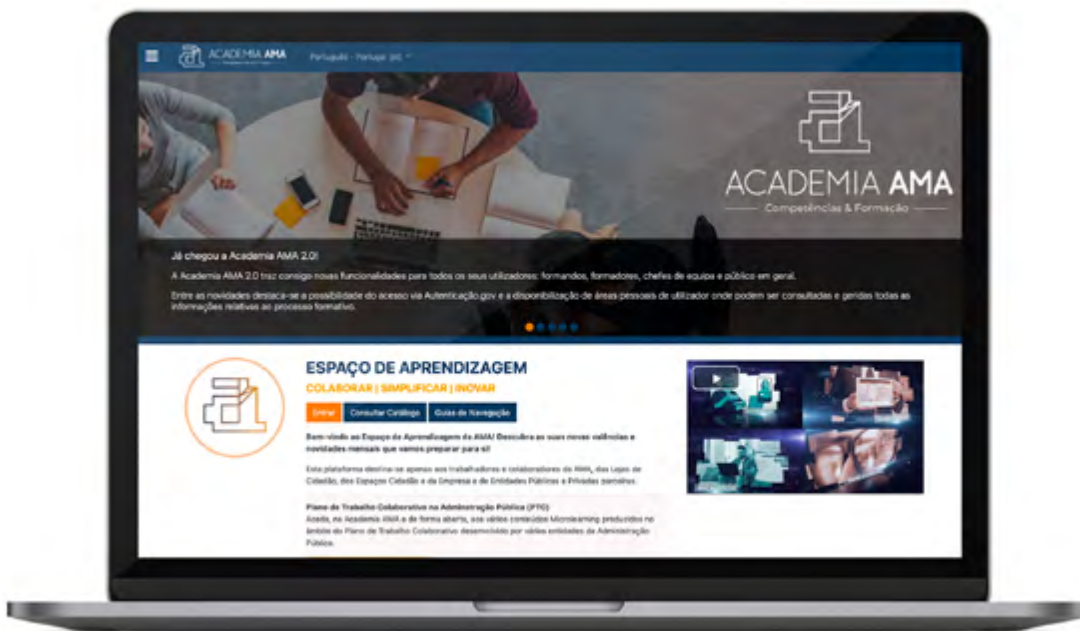 ACADEMIA AMA
Português - Portugal (pt)
ACADEMIA AMA
Competências & Formação
Já chegou a Academia AMA 2.0!
A Academia AMA 2.0 traz consigo novas funcionalidades para todos os seus utilizadores: formandos, formadores, chefes de equipa e público em geral.
Entre as novidades destaca-se a possibilidade do acesso via Autenticação.gov e a disponibilização de áreas pessoais de utilizador onde podem ser consultadas e geridas todas as
informações relativas ao processo formativo.
ESPAÇO DE APRENDIZAGEM
COLABORAR | SIMPLIFICAR | INOVAR
Entrar Consultar Catálogo Guias de Navegação
Bem-vindo ao Espaço de Aprendizagem da AMA! Descubra as suas novas valências e
novidades mensais que vamos preparar para si!
Esta plataforma destina-se apenas aos trabalhadores e colaboradores da AMA, das Lojas de
Cidadão, dos Espaços Cidadão e da Empresa e de Entidades Públicas e Privadas parceiras.
Plano de Trabalho Colaborativo na Administração Pública (PTC)
Aceda, na Academia AMA e de forma aberta, aos vários conteúdos Microlearning produzidos no
âmbito do Plano de Trabalho Colaborativo desenvolvido por várias entidades da Administração
Pública.